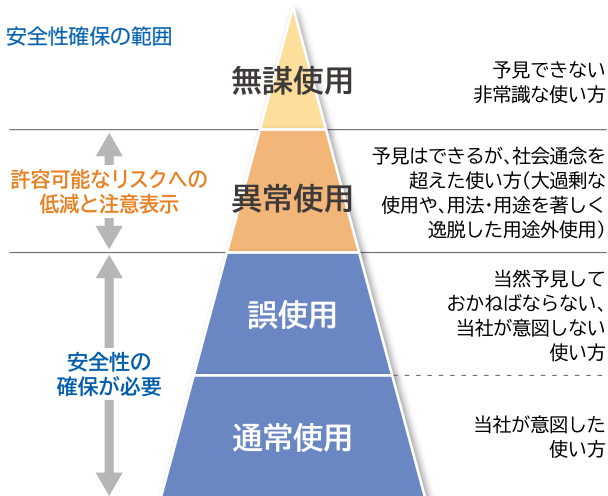 安全性確保の範囲
無謀使用
予見できない
非常識な使い方
許容可能なリスクへの
低減と注意表示
異常使用
予見はできるが、社会通念を
超えた使い方（大過剰な
使用や、用法・用途を著しく
逸脱した用途外使用）
安全性の
確保が必要
誤使用
当然予見して
おかねばならない、
当社が意図しない
使い方
通常使用
当社が意図した
使い方